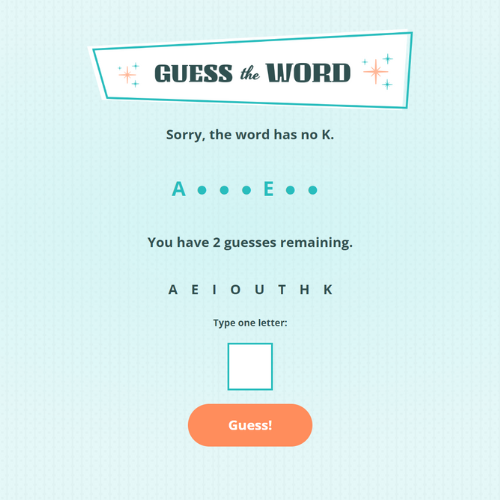 GUESS the WORD
Sorry, the word has no K.
A ● ● ● E ● ●
You have 2 guesses remaining.
A E I O U T H K
Type one letter:
Guess!